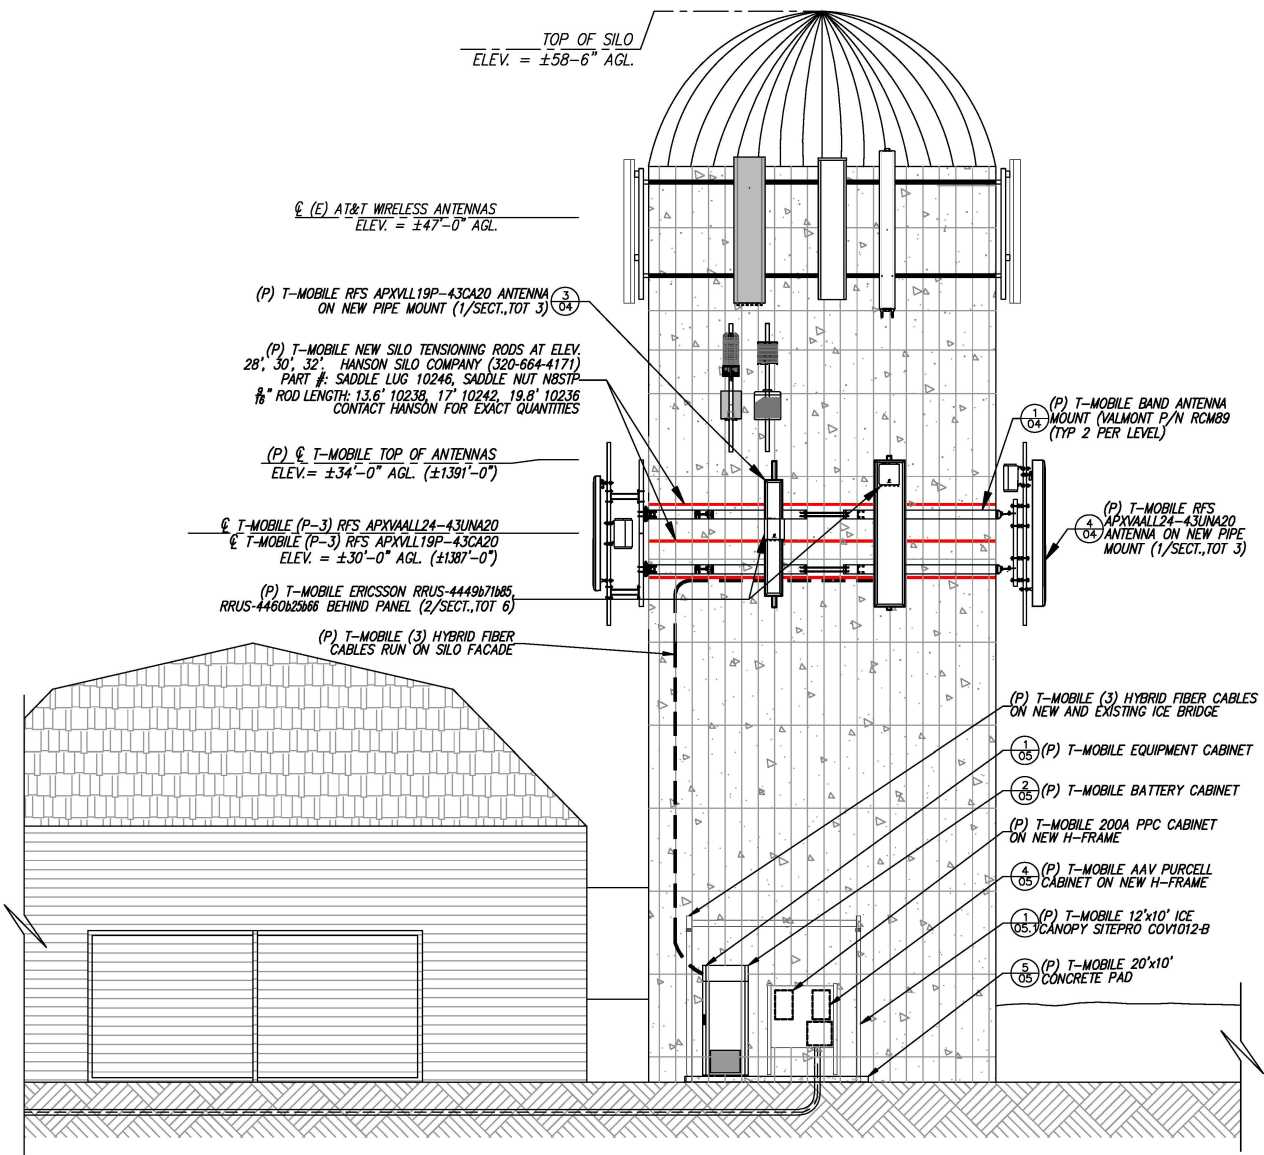 TOP OF SILO
ELEV. = ±58-6" AGL.
℄ (E) AT&T WIRELESS ANTENNAS
ELEV. = ±47'-0" AGL.
(P) T-MOBILE RFS APXVLL19P-43CA20 ANTENNA
ON NEW PIPE MOUNT (1/SECT.,TOT 3)
3
04
(P) T-MOBILE NEW SILO TENSIONING RODS AT ELEV.
28', 30', 32'. HANSON SILO COMPANY (320-664-4171)
PART #: SADDLE LUG 10246, SADDLE NUT N8STP
9/16" ROD LENGTH: 13.6' 10238, 17' 10242, 19.8' 10236
CONTACT HANSON FOR EXACT QUANTITIES
(P) ℄ T-MOBILE TOP OF ANTENNAS
ELEV.= ±34'-0" AGL. (±1391'-0")
℄ T-MOBILE (P-3) RFS APXVAALL24-43UNA20
℄ T-MOBILE (P-3) RFS APXVLL19P-43CA20
ELEV. = ±30'-0" AGL. (±1387'-0")
(P) T-MOBILE ERICSSON RRUS-4449b71b85,
RRUS-4460b25b66 BEHIND PANEL (2/SECT.,TOT 6)
(P) T-MOBILE (3) HYBRID FIBER
CABLES RUN ON SILO FACADE
1
04
(P) T-MOBILE BAND ANTENNA
MOUNT (VALMONT P/N RCM89
(TYP 2 PER LEVEL)
4
04
(P) T-MOBILE RFS
APXVAALL24-43UNA20
ANTENNA ON NEW PIPE
MOUNT (1/SECT.,TOT 3)
(P) T-MOBILE (3) HYBRID FIBER CABLES
ON NEW AND EXISTING ICE BRIDGE
1
05
(P) T-MOBILE EQUIPMENT CABINET
2
05
(P) T-MOBILE BATTERY CABINET
(P) T-MOBILE 200A PPC CABINET
ON NEW H-FRAME
4
05
(P) T-MOBILE AAV PURCELL
CABINET ON NEW H-FRAME
1
05.1
(P) T-MOBILE 12'x10' ICE
CANOPY SITEPRO COV1012-B
5
05
(P) T-MOBILE 20'x10'
CONCRETE PAD